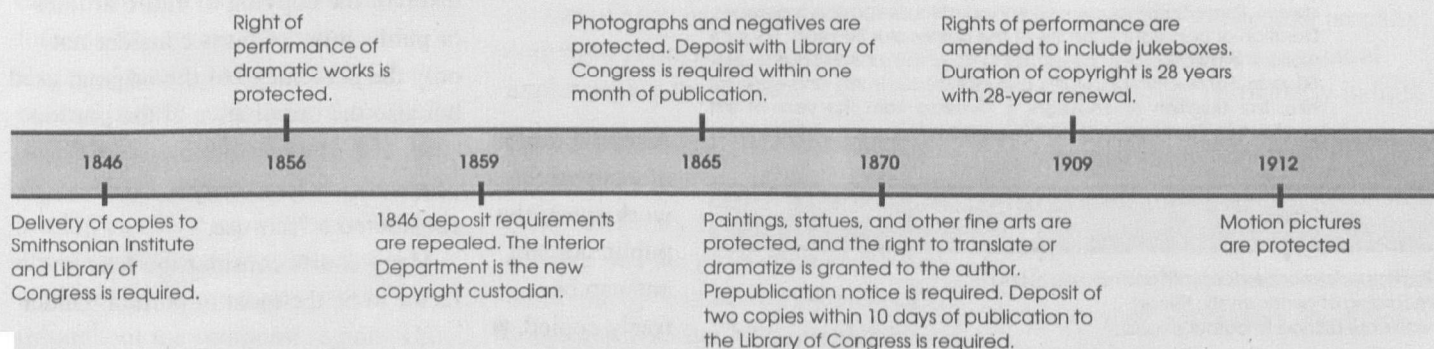 Right of
performance of
dramatic works is
protected.
Photographs and negatives are
protected. Deposit with Library of
Congress is required within one
month of publication.
Rights of performance are
amended to include jukeboxes.
Duration of copyright is 28 years
with 28-year renewal.
1846
1856
1859
1865
1870
1909
1912
Delivery of copies to
Smithsonian Institute
and Library of
Congress is required.
1846 deposit requirements
are repealed. The Interior
Department is the new
copyright custodian.
Paintings, statues, and other fine arts are
protected, and the right to translate or
dramatize is granted to the author.
Prepublication notice is required. Deposit of
two copies within 10 days of publication to
the Library of Congress is required.
Motion pictures
are protected